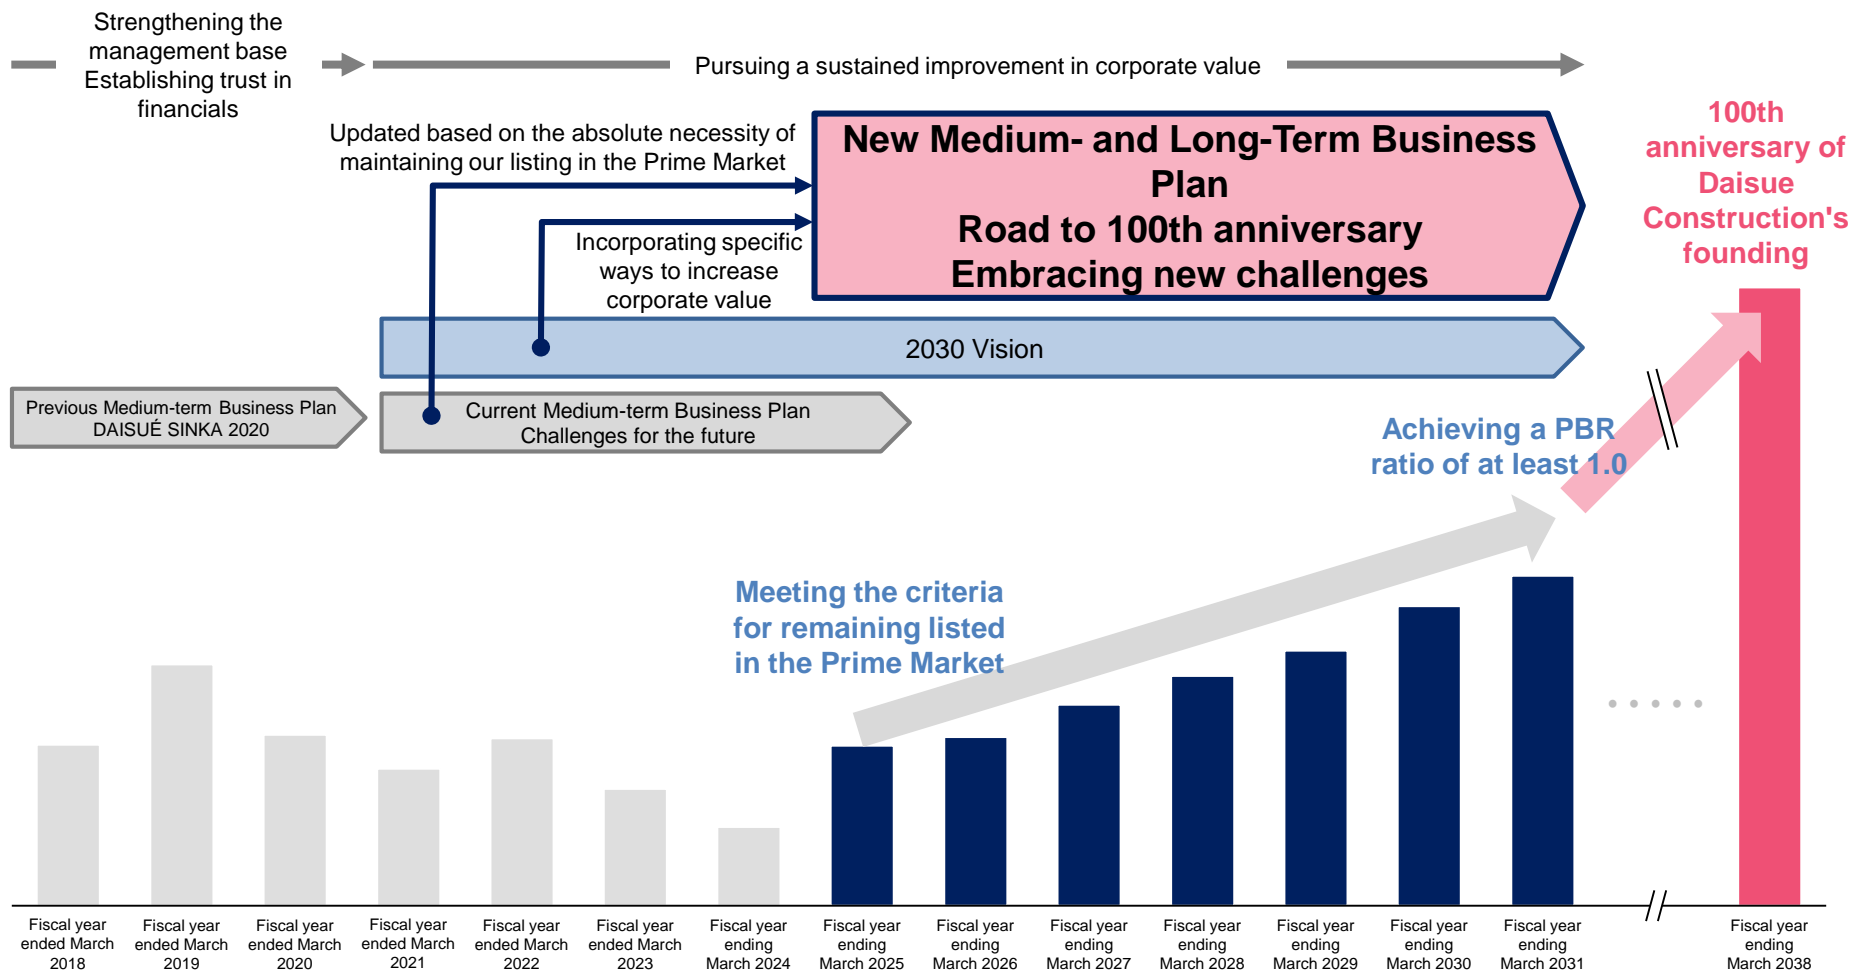 Strengthening the
management base
Establishing trust in
financials
Pursuing a sustained improvement in corporate value
Updated based on the absolute necessity of
maintaining our listing in the Prime Market
New Medium- and Long-Term Business
Plan
Road to 100th anniversary
Embracing new challenges
100th
anniversary of
Daisue
Construction's
founding
Incorporating specific
ways to increase
corporate value
2030 Vision
Previous Medium-term Business Plan
DAISUÉ SINKA 2020
Current Medium-term Business Plan
Challenges for the future
Achieving a PBR
ratio of at least 1.0
Meeting the criteria
for remaining listed
in the Prime Market
Fiscal year
ended March
2018
Fiscal year
ended March
2019
Fiscal year
ended March
2020
Fiscal year
ended March
2021
Fiscal year
ended March
2022
Fiscal year
ended March
2023
Fiscal year
ending
March 2024
Fiscal year
ending
March 2025
Fiscal year
ending
March 2026
Fiscal year
ending
March 2027
Fiscal year
ending
March 2028
Fiscal year
ending
March 2029
Fiscal year
ending
March 2030
Fiscal year
ending
March 2031
Fiscal year
ending
March 2038